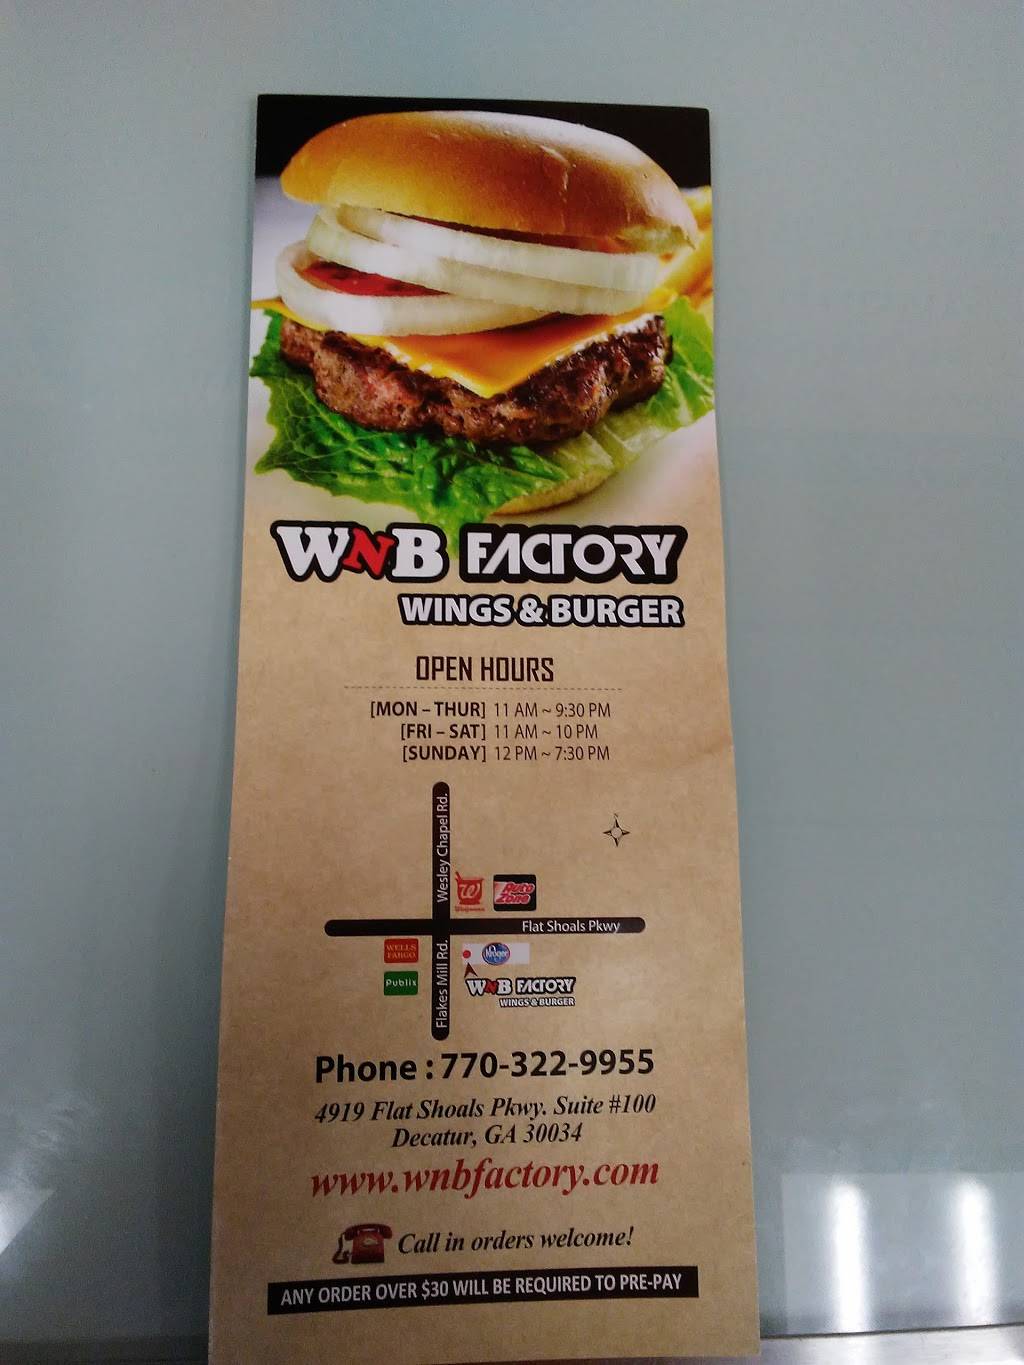 WNB FACTORY
WINGS & BURGER
OPEN HOURS
[MON – THUR] 11 AM ~ 9:30 PM
[FRI – SAT] 11 AM ~ 10 PM
[SUNDAY] 12 PM ~ 7:30 PM
N
Wesley Chapel Rd.
W
Walgreens
Auto
Zone
Flat Shoals Pkwy
WELLS
FARGO
Kroger
Publix
Flakes Mill Rd.
WNB FACTORY
WINGS & BURGER
Phone : 770-322-9955
4919 Flat Shoals Pkwy. Suite #100
Decatur, GA 30034
www.wnbfactory.com
Call in orders welcome!
ANY ORDER OVER $30 WILL BE REQUIRED TO PRE-PAY